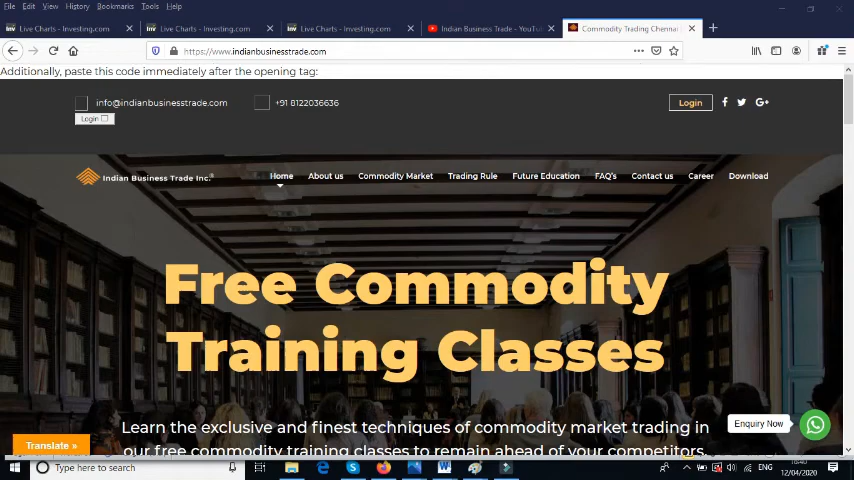 File Edit View History Bookmarks Tools Help
Live Charts - Investing.com
Live Charts - Investing.com
Live Charts - Investing.com
Indian Business Trade - YouTu
Commodity Trading Chennai
https://www.indianbusinesstrade.com
Additionally, paste this code immediately after the opening tag:
info@indianbusinesstrade.com +91 8122036636 Login
Login
Indian Business Trade Inc.® Home About us Commodity Market Trading Rule Future Education FAQ's Contact us Career Download
Free Commodity
Training Classes
Learn the exclusive and finest techniques of commodity market trading in
our free commodity training classes to remain ahead of your competitors.
Enquiry Now
Translate »
Type here to search
ENG
16:40
12/04/2020